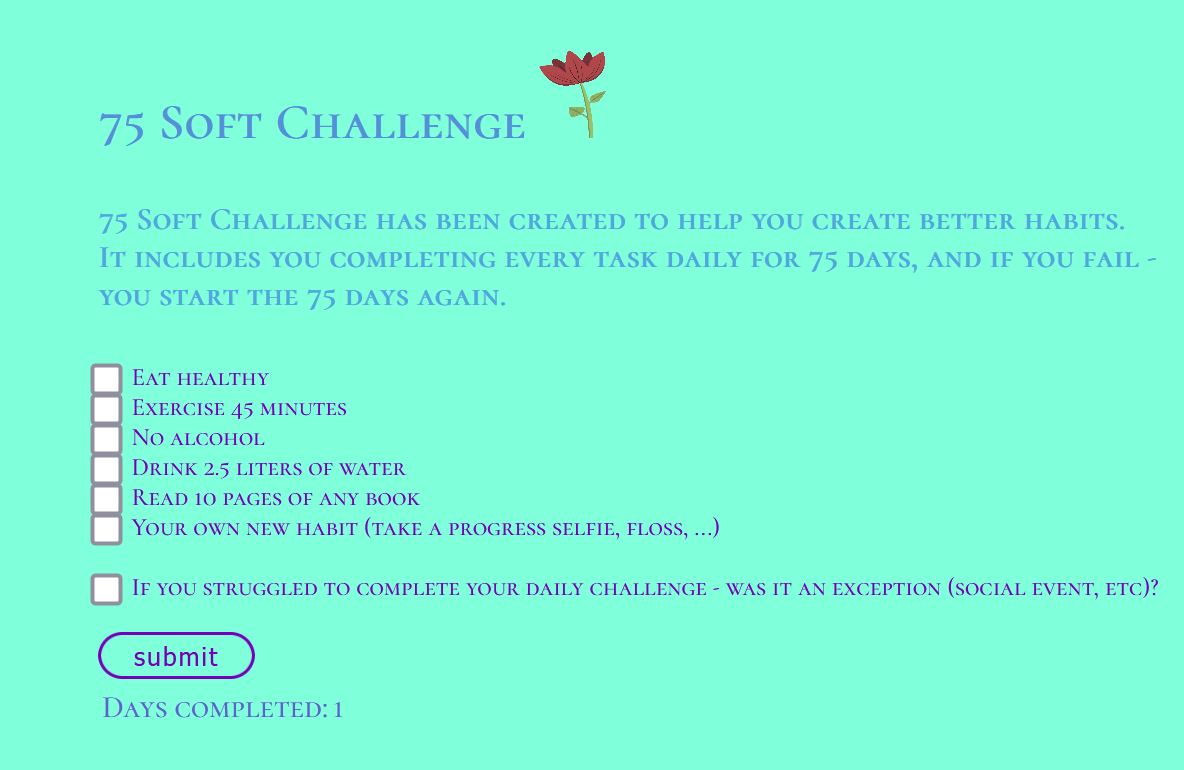 75 Soft Challenge
75 Soft Challenge has been created to help you create better habits.
It includes you completing every task daily for 75 days, and if you fail -
you start the 75 days again.
Eat healthy
Exercise 45 minutes
No alcohol
Drink 2.5 liters of water
Read 10 pages of any book
Your own new habit (take a progress selfie, floss, ...)
If you struggled to complete your daily challenge - was it an exception (social event, etc)?
submit
Days completed: 1